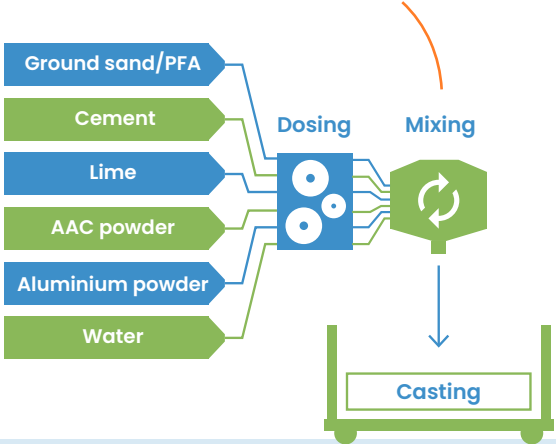 Ground sand/PFA
Cement
Lime
AAC powder
Aluminium powder
Water
Dosing
Mixing
Casting